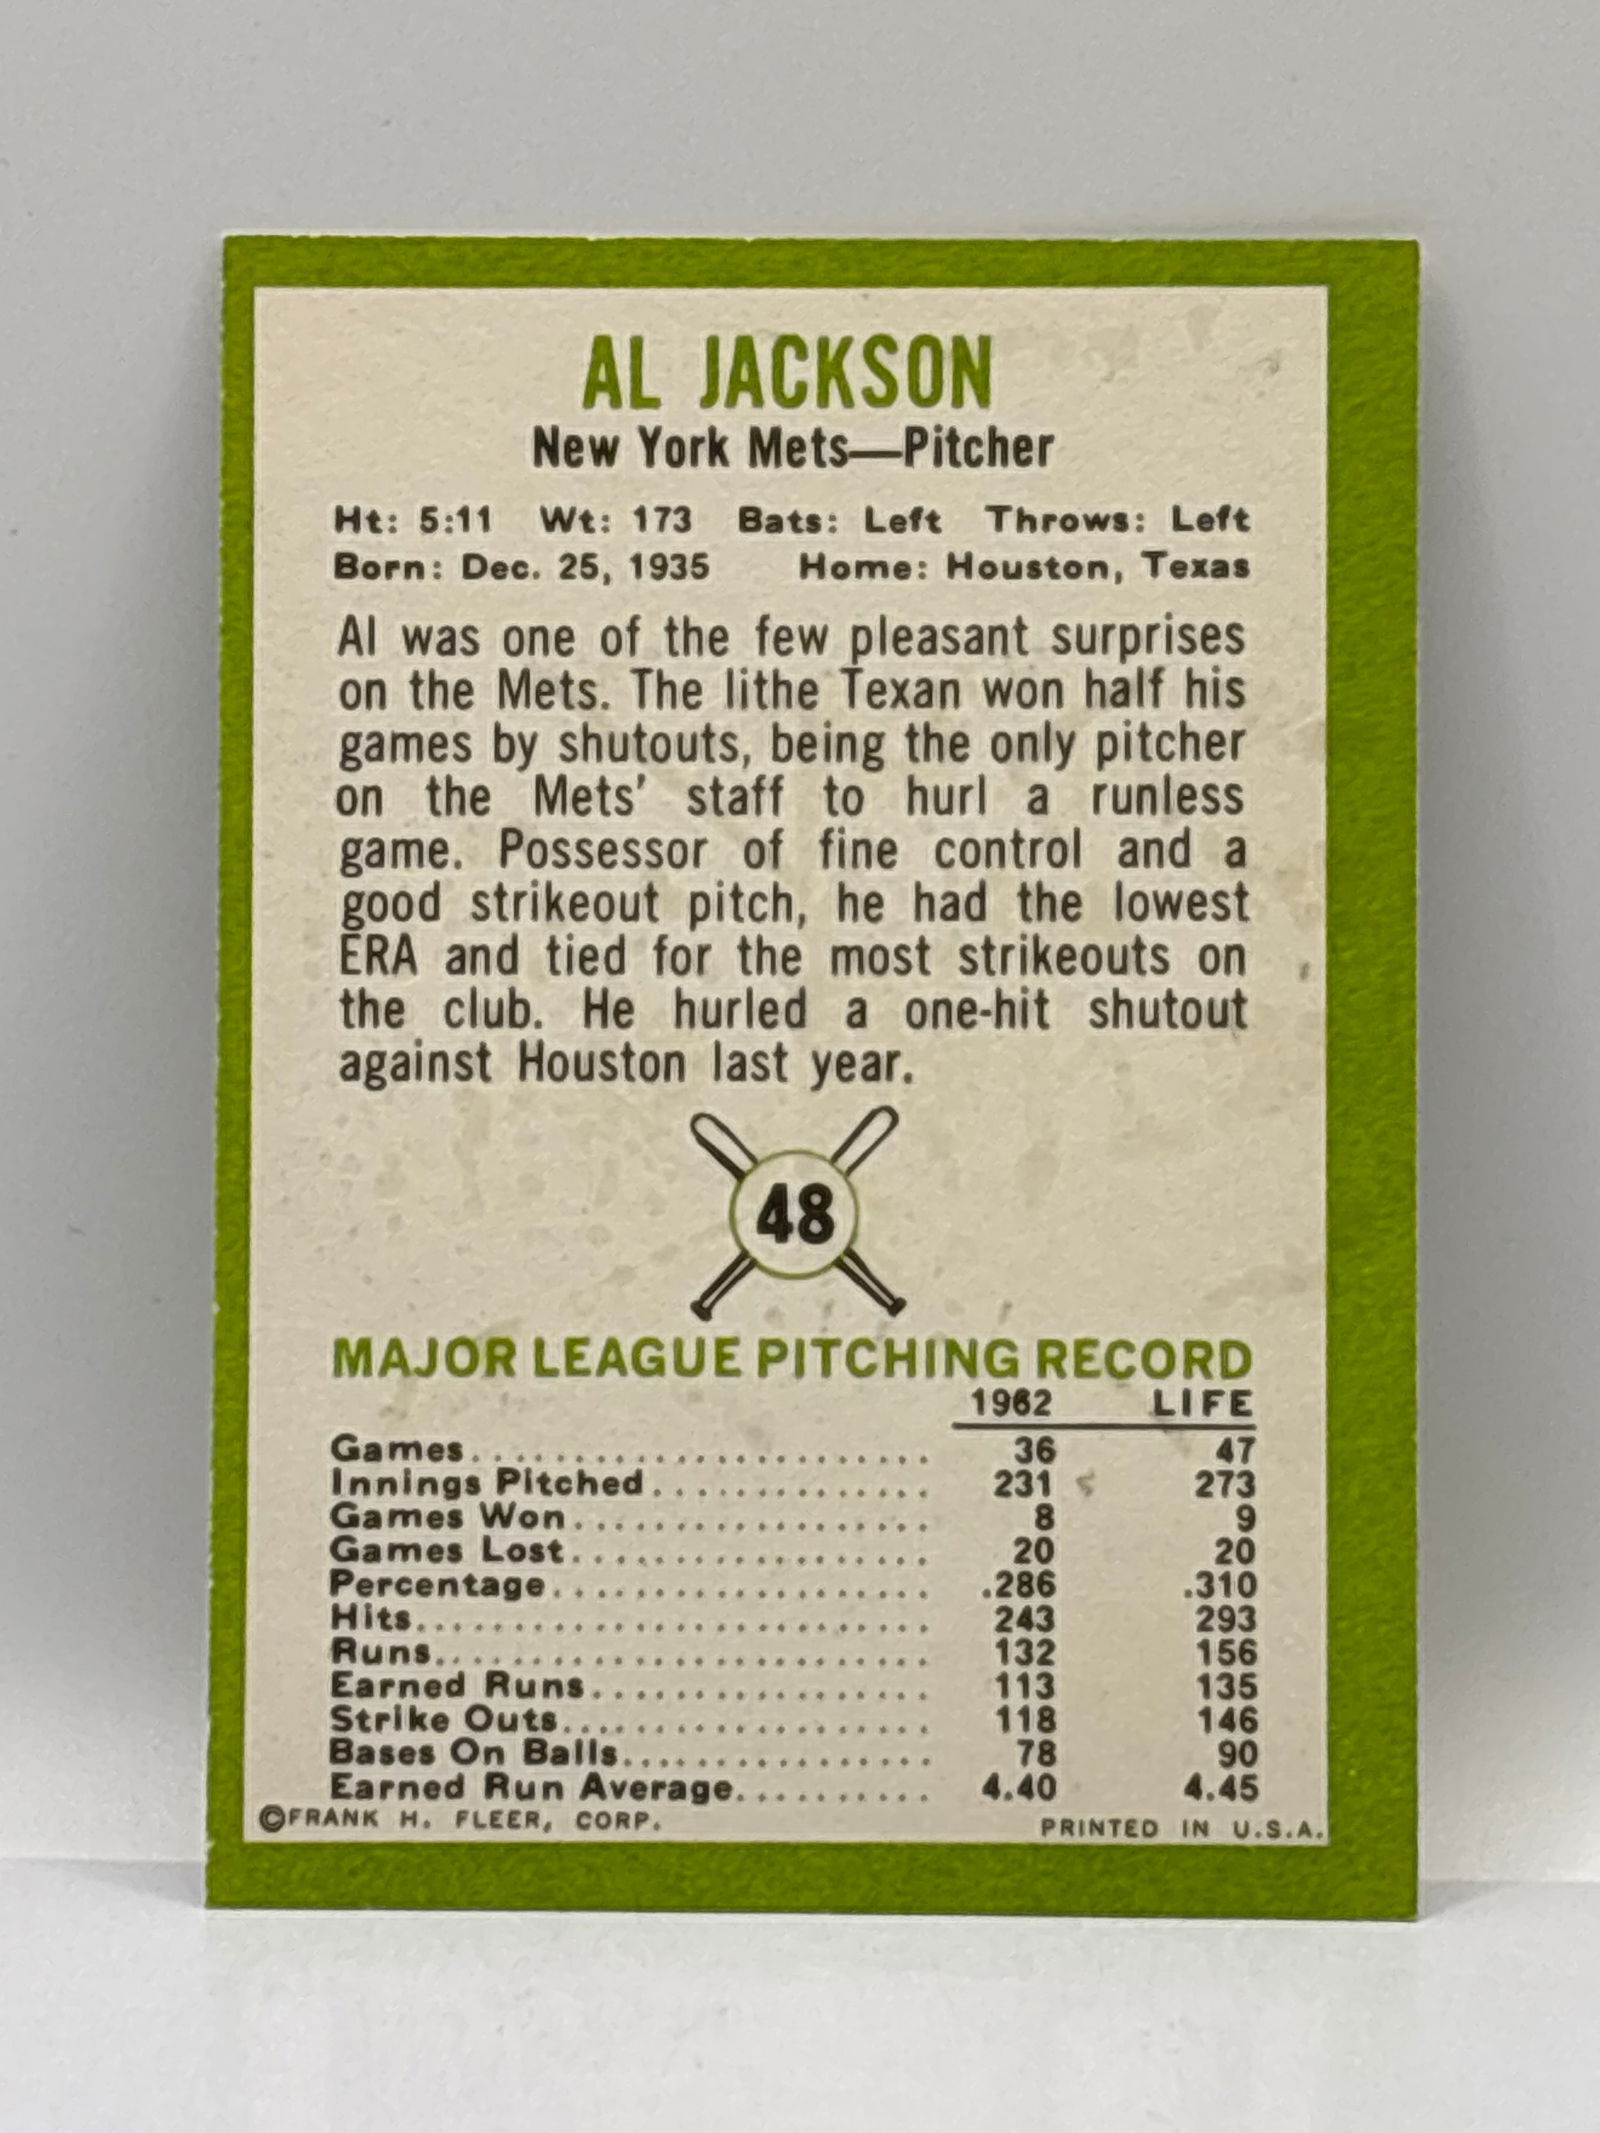 AL JACKSON
New York Mets—Pitcher
Ht: 5:11 Wt: 173 Bats: Left Throws: Left
Born: Dec. 25, 1935 Home: Houston, Texas
Al was one of the few pleasant surprises
on the Mets. The lithe Texan won half his
games by shutouts, being the only pitcher
on the Mets' staff to hurl a runless
game. Possessor of fine control and a
good strikeout pitch, he had the lowest
ERA and tied for the most strikeouts on
the club. He hurled a one-hit shutout
against Houston last year.
48
MAJOR LEAGUE PITCHING RECORD
1962 LIFE
Games........................ 36 47
Innings Pitched............... 231 273
Games Won................... 8 9
Games Lost................... 20 20
Percentage.................... .286 .310
Hits........................... 243 293
Runs.......................... 132 156
Earned Runs.................. 113 135
Strike Outs.................... 118 146
Bases On Balls................ 78 90
Earned Run Average.......... 4.40 4.45
©FRANK H. FLEER, CORP. PRINTED IN U.S.A.